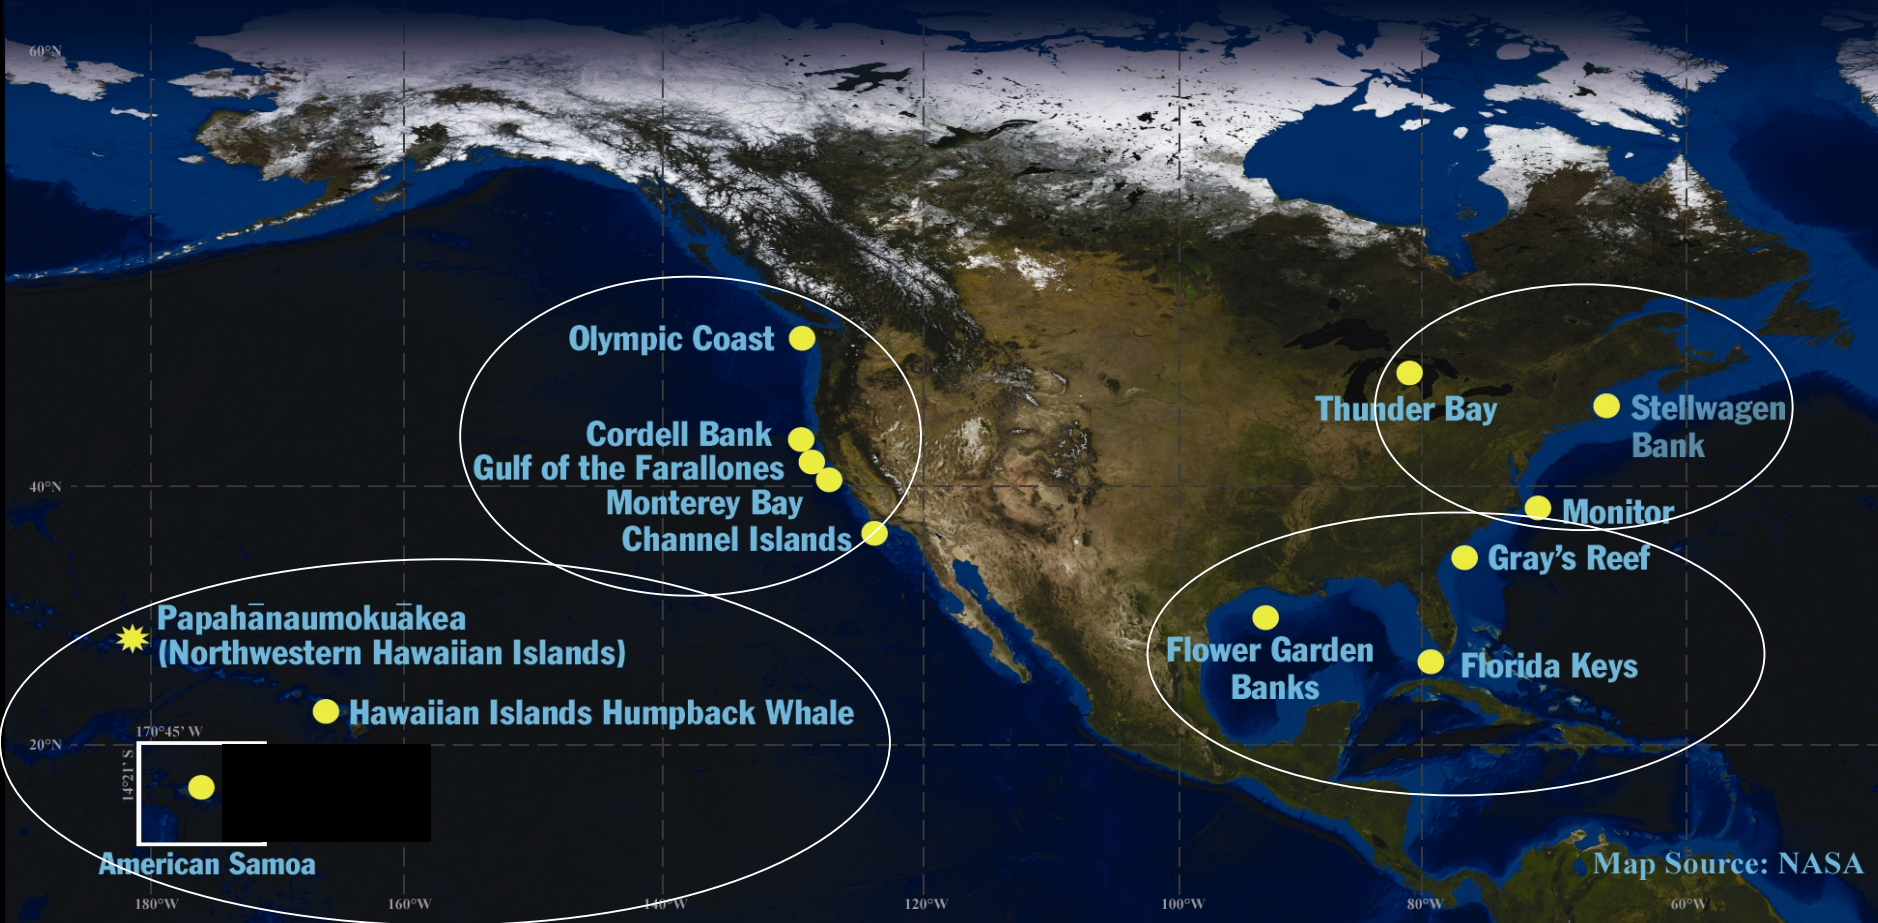 60°N
Olympic Coast
Thunder Bay
Stellwagen
Bank
Cordell Bank
Gulf of the Farallones
40°N
Monterey Bay
Monitor
Channel Islands
Gray's Reef
Papahānaumokuākea
(Northwestern Hawaiian Islands)
Flower Garden
Banks
Florida Keys
Hawaiian Islands Humpback Whale
170°45' W
20°N
14°21' S
American Samoa
Map Source: NASA
180°W
160°W
140°W
120°W
100°W
80°W
60°W